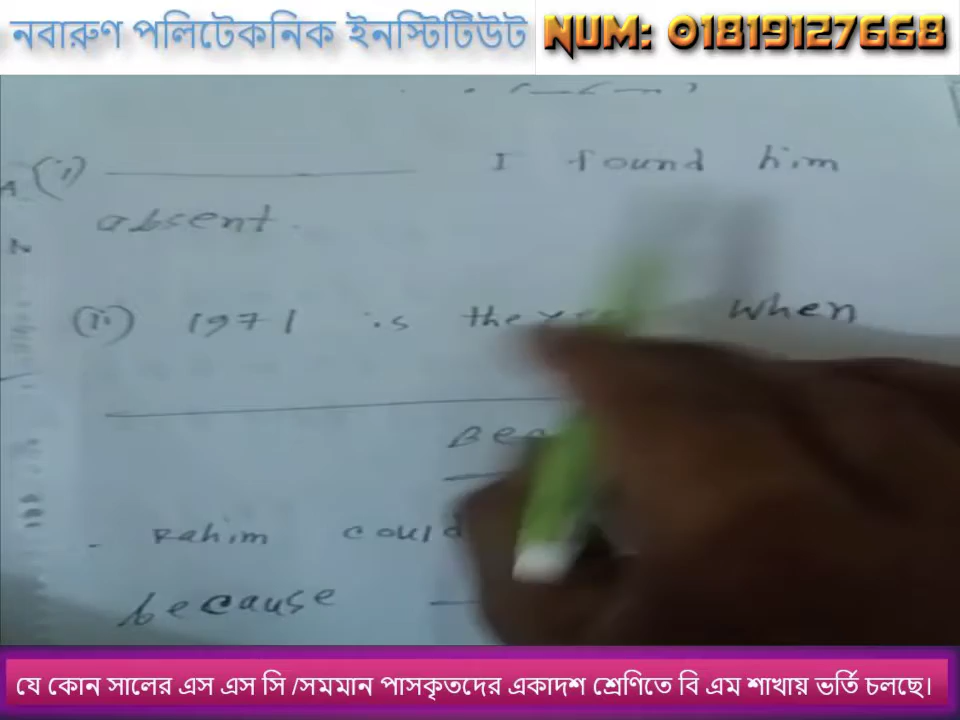 নবারুণ পলিটেকনিক ইনস্টিটিউট NUM: 01819127668
(i) I found him
absent.
(ii) 1971 is the when
Rahim could
because
যে কোন সালের এস এস সি /সমমান পাসকৃতদের একাদশ শ্রেণিতে বি এম শাখায় ভর্তি চলছে।